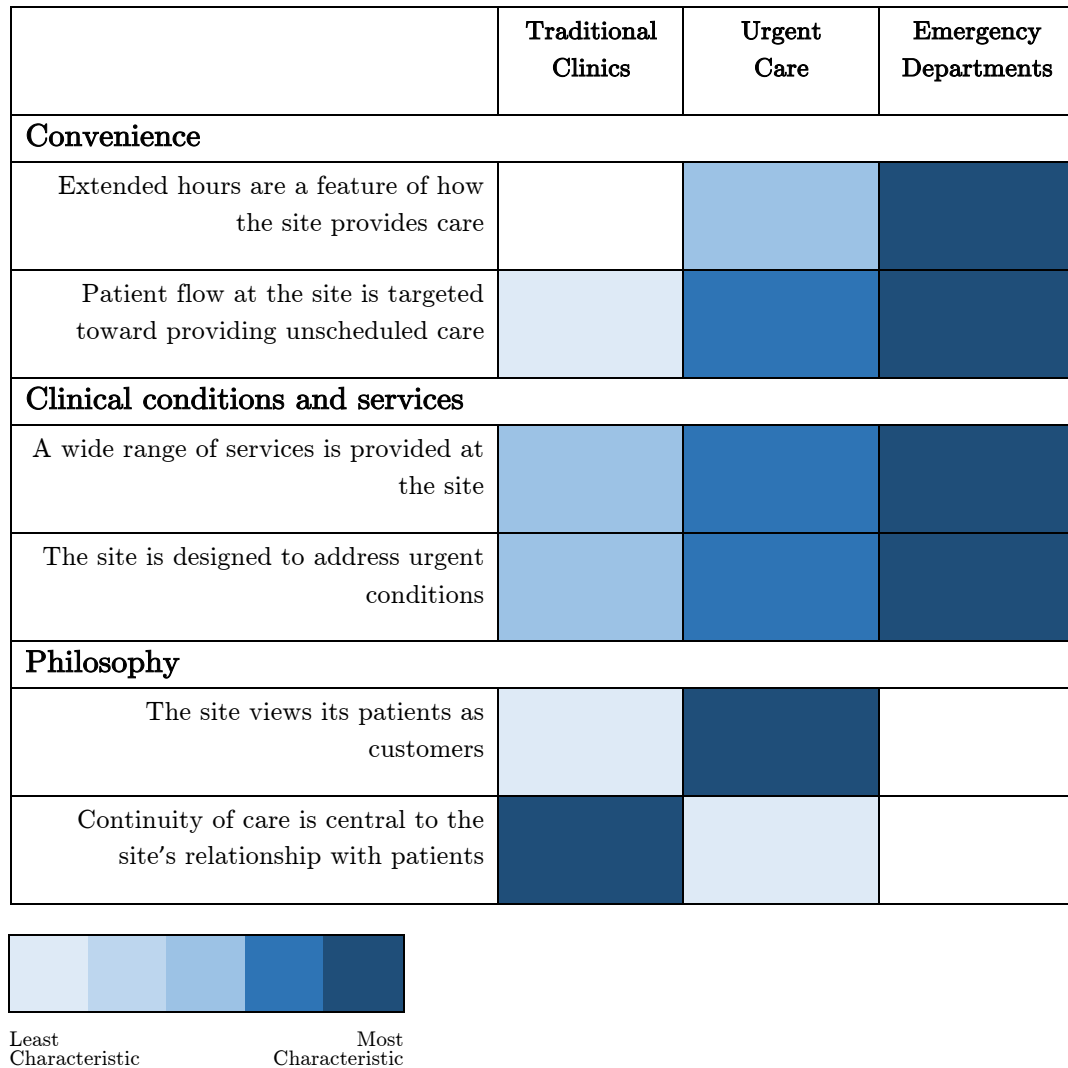 Traditional Clinics
Urgent Care
Emergency Departments
Convenience
Extended hours are a feature of how
the site provides care
Patient flow at the site is targeted
toward providing unscheduled care
Clinical conditions and services
A wide range of services is provided at
the site
The site is designed to address urgent
conditions
Philosophy
The site views its patients as
customers
Continuity of care is central to the
site's relationship with patients
Least
Characteristic
Most
Characteristic